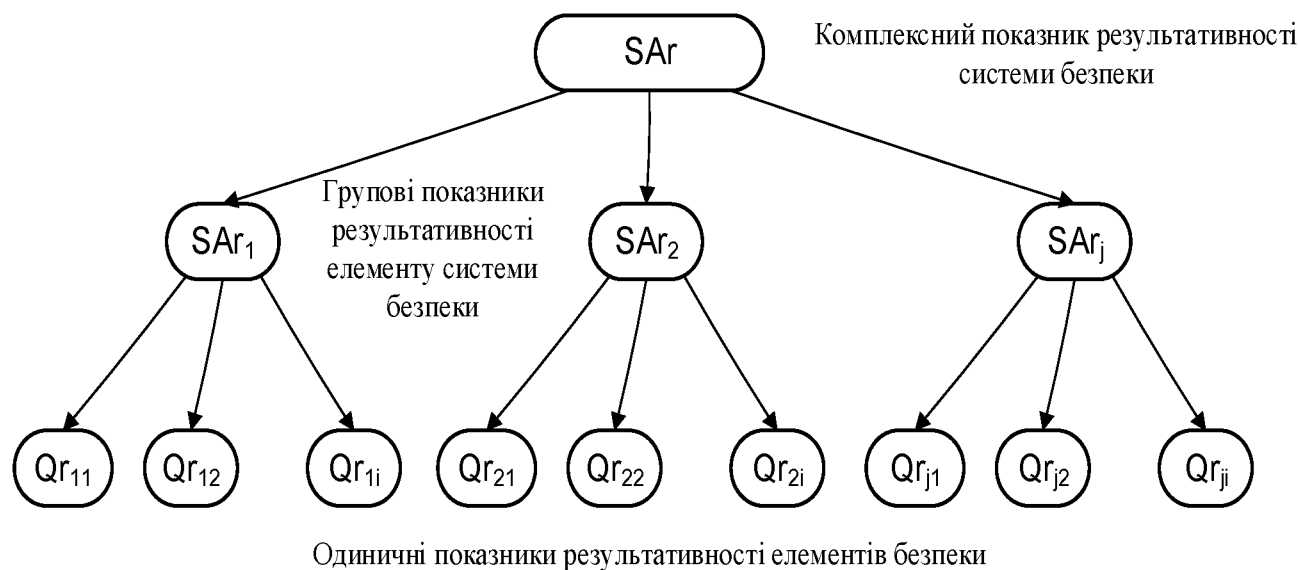 SAr
Комплексний показник результативності
системи безпеки
Групові показники
результативності
елементу системи
безпеки
SAr₁
SAr₂
SArⱼ
Qr₁₁
Qr₁₂
Qr₁ᵢ
Qr₂₁
Qr₂₂
Qr₂ᵢ
Qrⱼ₁
Qrⱼ₂
Qrⱼᵢ
Одиничні показники результативності елементів безпеки